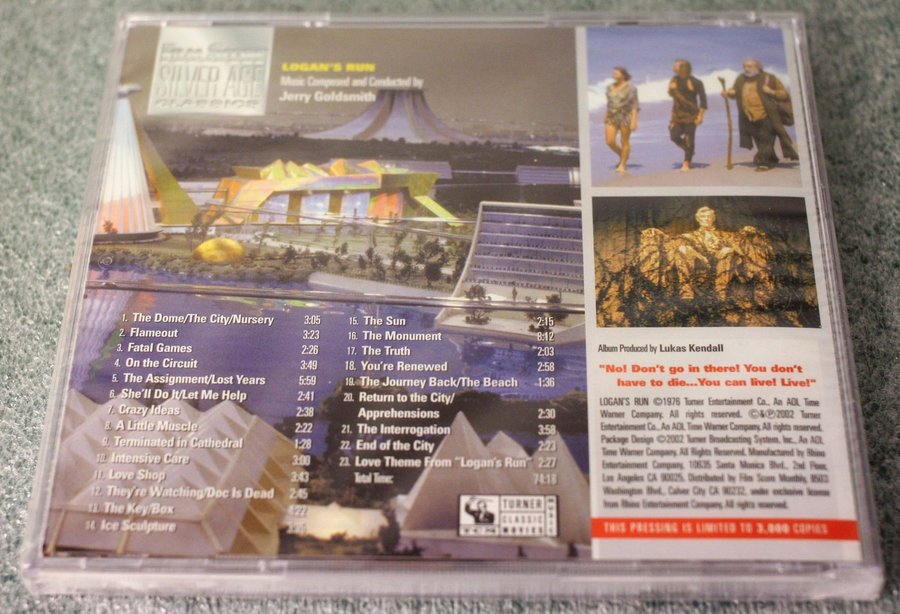 Film Score Monthly
SILVER AGE
CLASSICS
LOGAN'S RUN
Music Composed and Conducted by
Jerry Goldsmith
1. The Dome/The City/Nursery 3:05
2. Flameout 3:23
3. Fatal Games 2:26
4. On the Circuit 3:49
5. The Assignment/Lost Years 5:59
6. She'll Do It/Let Me Help 2:41
7. Crazy Ideas 2:38
8. A Little Muscle 2:22
9. Terminated in Cathedral 1:28
10. Intensive Care 3:00
11. Love Shop 3:43
12. They're Watching/Doc Is Dead 2:45
13. The Key/Box 4:22
14. Ice Sculpture
15. The Sun 2:15
16. The Monument 8:12
17. The Truth 2:03
18. You're Renewed 2:58
19. The Journey Back/The Beach 1:36
20. Return to the City/
Apprehensions 2:30
21. The Interrogation 3:58
22. End of the City 2:23
23. Love Theme From "Logan's Run" 2:27
Total Time: 74:18
TCM
TURNER
CLASSIC
MOVIES
MUSIC
Album Produced by Lukas Kendall
"No! Don't go in there! You don't
have to die...You can live! Live!"
LOGAN'S RUN ©1976 Turner Entertainment Co., An AOL Time
Warner Company. All rights reserved. ©&℗2002 Turner
Entertainment Co., An AOL Time Warner Company. All rights reserved.
Package Design ©2002 Turner Broadcasting System, Inc., An AOL
Time Warner Company. All Rights Reserved. Manufactured by Rhino
Entertainment Company, 10635 Santa Monica Blvd., 2nd Floor,
Los Angeles CA 90025. Distributed by Film Score Monthly, 8503
Washington Blvd., Culver City CA 90232, under exclusive license
from Rhino Entertainment Company. All rights reserved.
THIS PRESSING IS LIMITED TO 3,000 COPIES